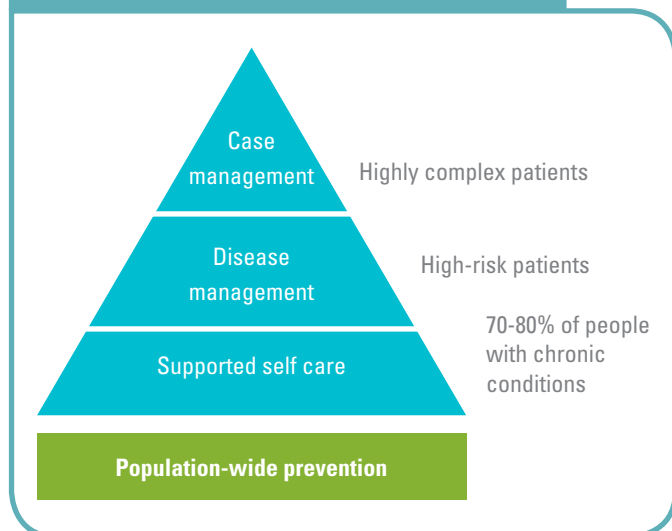 Case
management
Highly complex patients
Disease
management
High-risk patients
Supported self care
70-80% of people
with chronic
conditions
Population-wide prevention